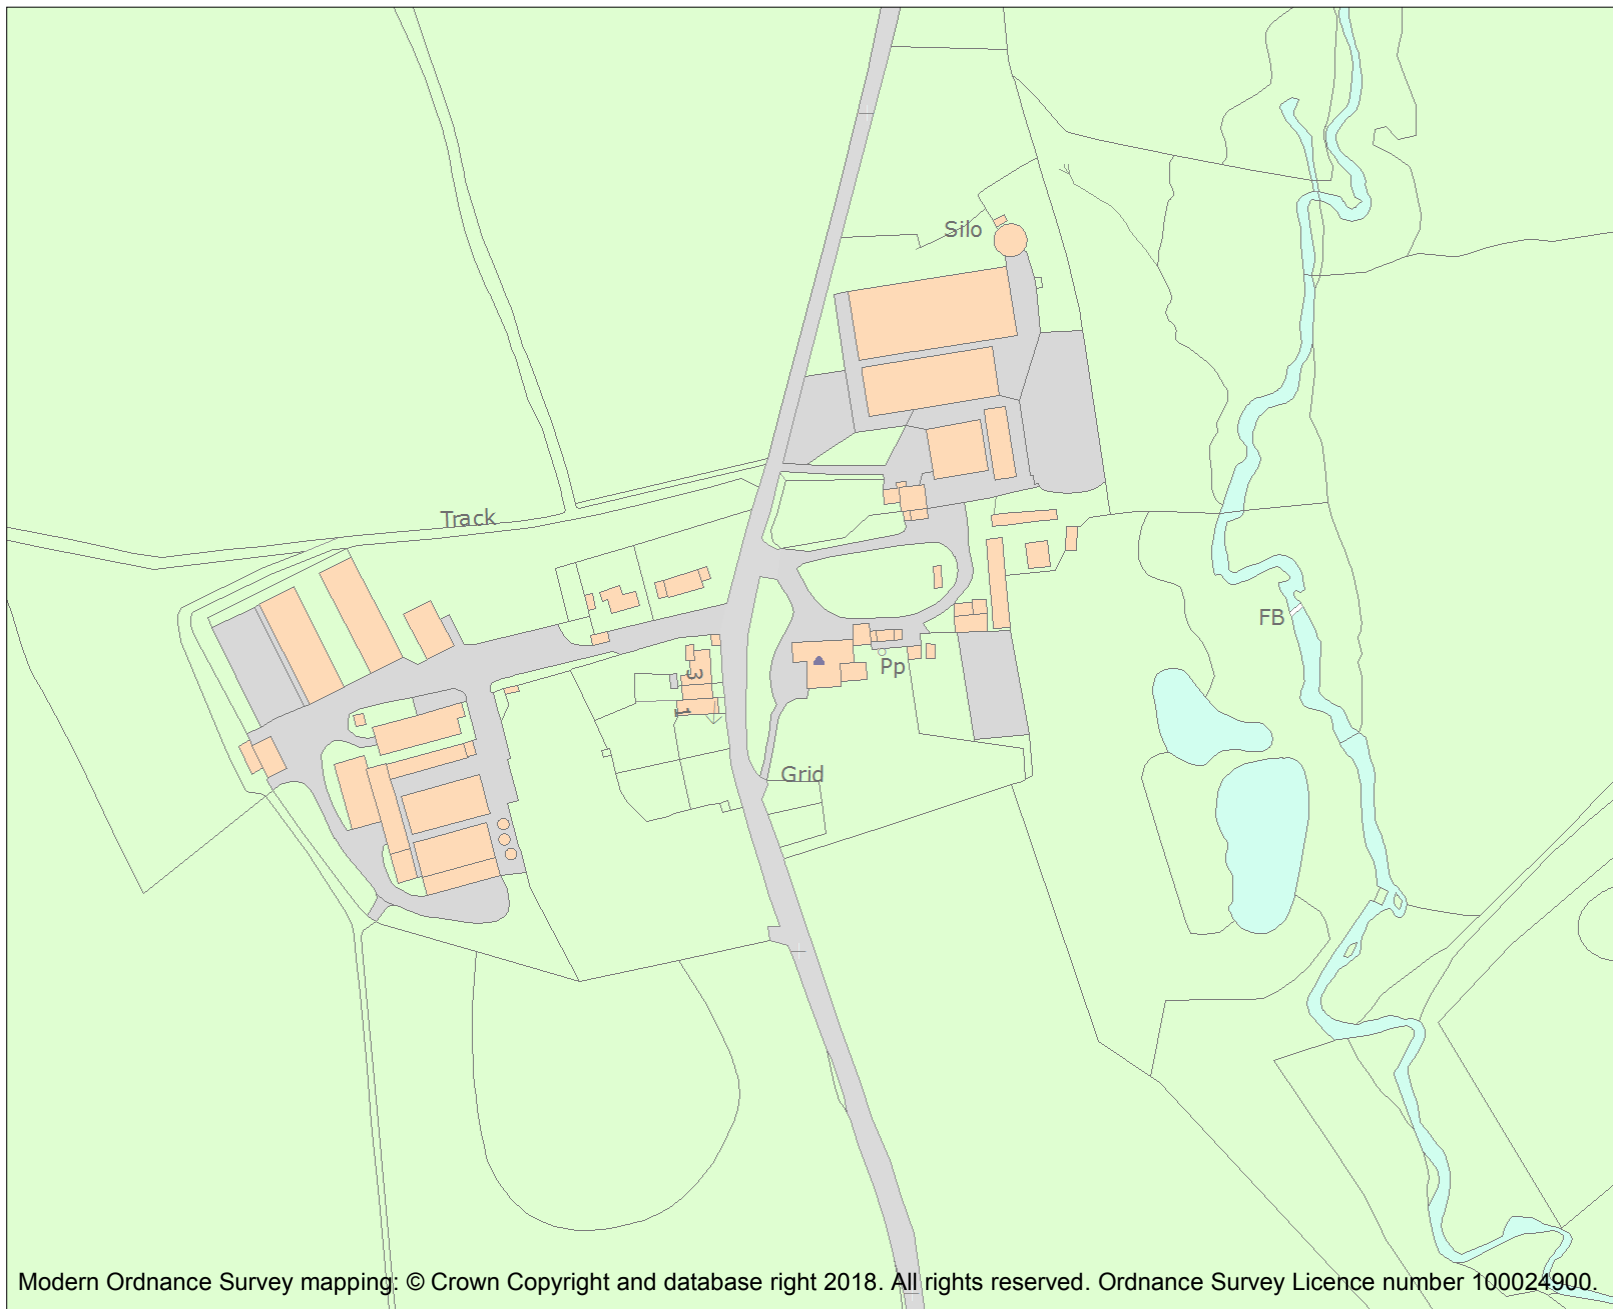 Silo
Track
FB
3
Pp
1
Grid
Modern Ordnance Survey mapping: © Crown Copyright and database right 2018. All rights reserved. Ordnance Survey Licence number 100024900.